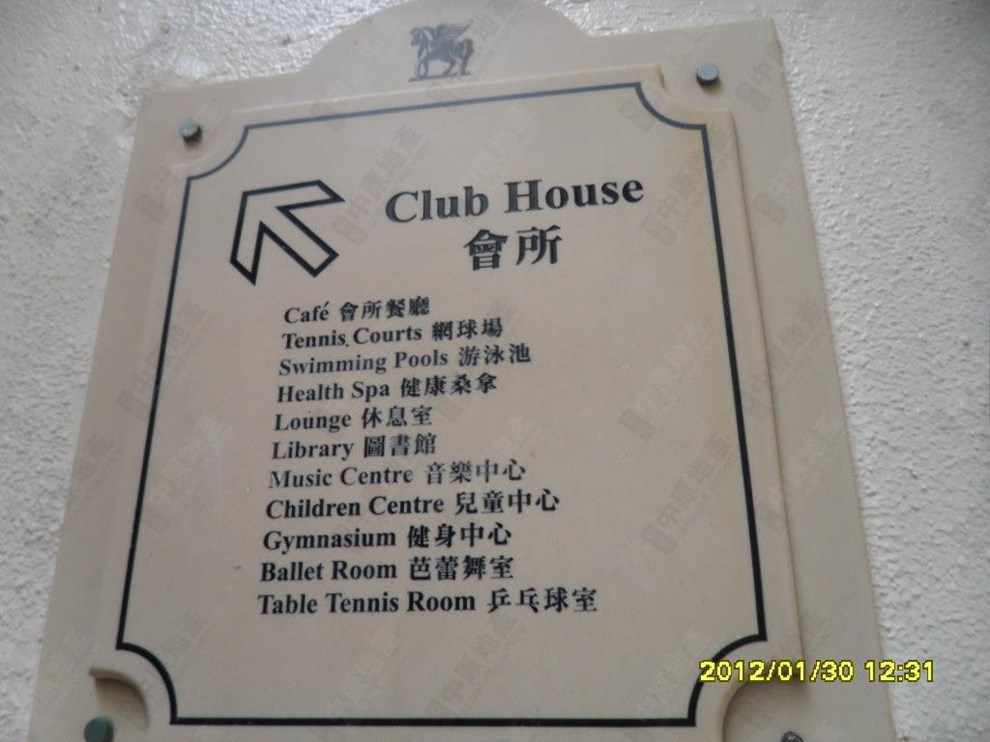 Club House
會所
Café 會所餐廳
Tennis Courts 網球場
Swimming Pools 游泳池
Health Spa 健康桑拿
Lounge 休息室
Library 圖書館
Music Centre 音樂中心
Children Centre 兒童中心
Gymnasium 健身中心
Ballet Room 芭蕾舞室
Table Tennis Room 乒乓球室
2012/01/30 12:31